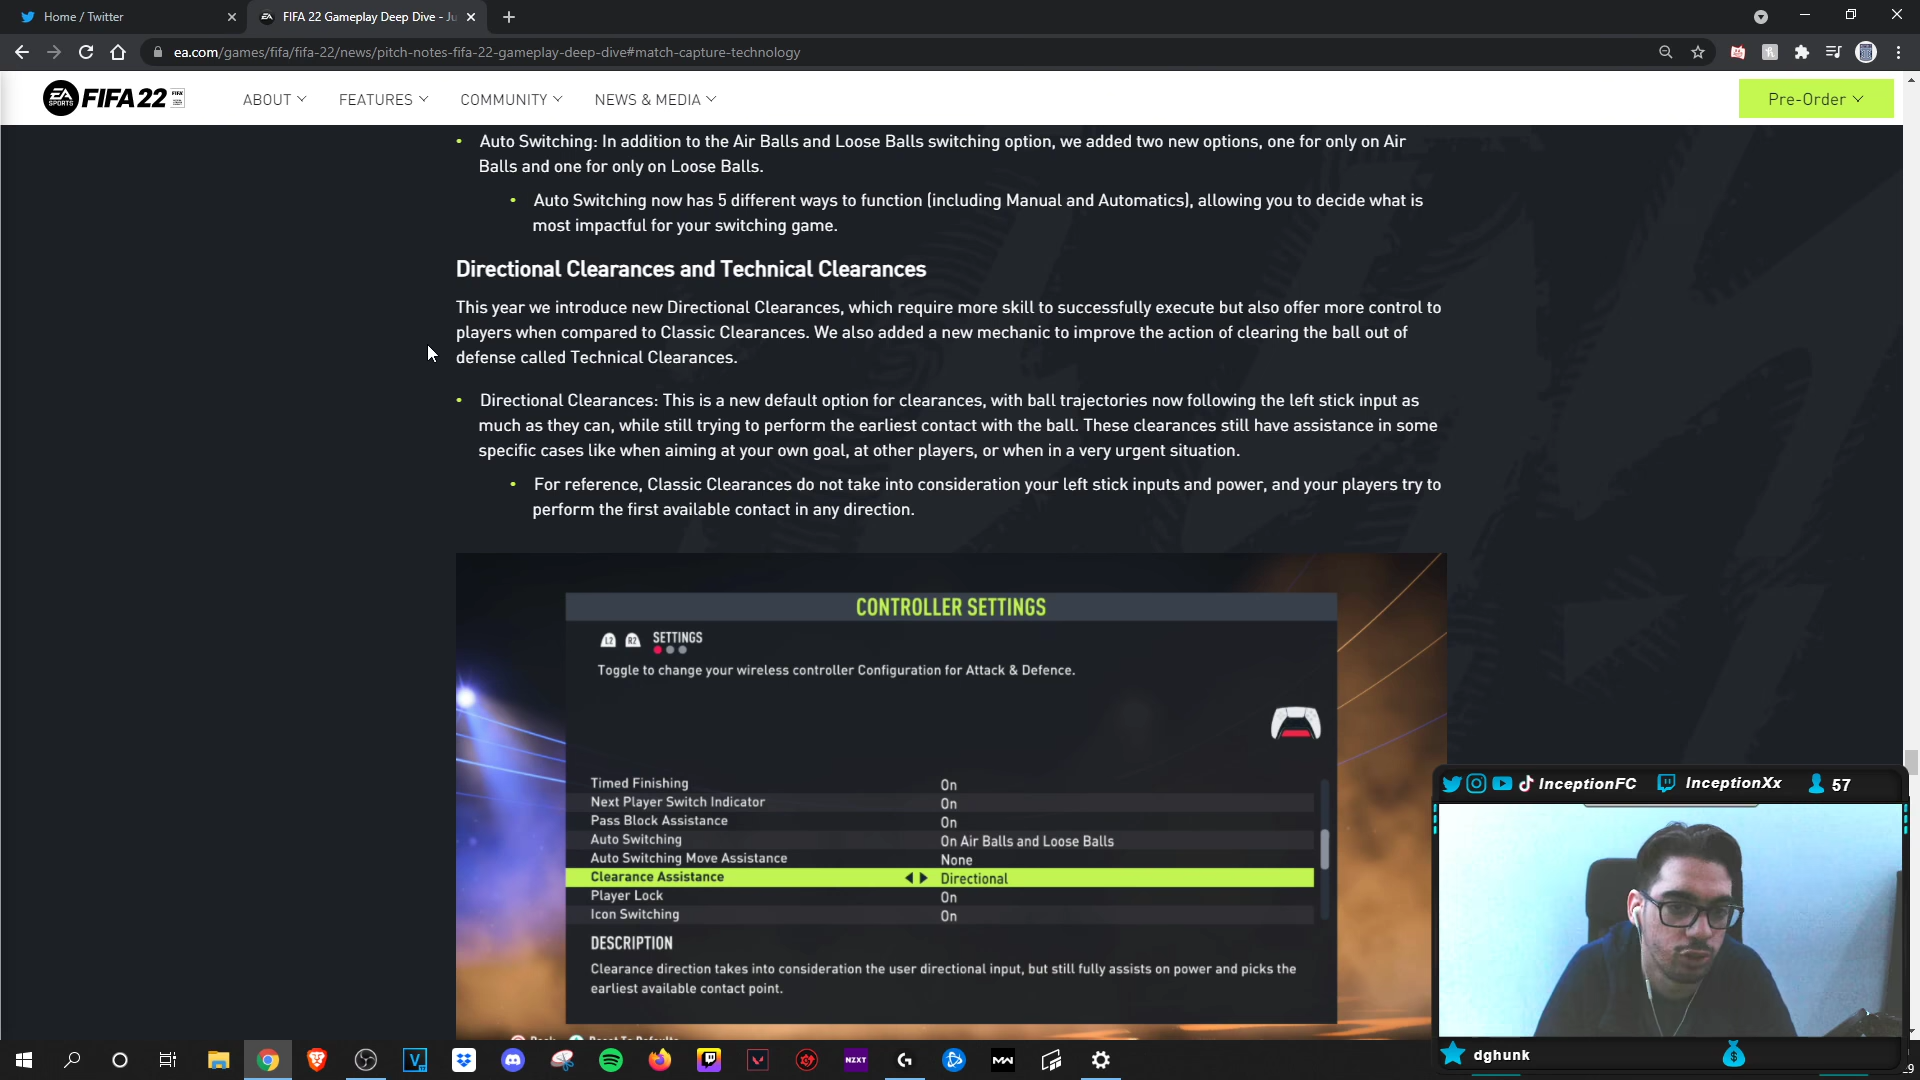 Home / Twitter
FIFA 22 Gameplay Deep Dive - Ju
ea.com/games/fifa/fifa-22/news/pitch-notes-fifa-22-gameplay-deep-dive#match-capture-technology
EA SPORTS FIFA 22
ABOUT
FEATURES
COMMUNITY
NEWS & MEDIA
Pre-Order
• Auto Switching: In addition to the Air Balls and Loose Balls switching option, we added two new options, one for only on Air
Balls and one for only on Loose Balls.
• Auto Switching now has 5 different ways to function (including Manual and Automatics), allowing you to decide what is
most impactful for your switching game.
Directional Clearances and Technical Clearances
This year we introduce new Directional Clearances, which require more skill to successfully execute but also offer more control to
players when compared to Classic Clearances. We also added a new mechanic to improve the action of clearing the ball out of
defense called Technical Clearances.
• Directional Clearances: This is a new default option for clearances, with ball trajectories now following the left stick input as
much as they can, while still trying to perform the earliest contact with the ball. These clearances still have assistance in some
specific cases like when aiming at your own goal, at other players, or when in a very urgent situation.
• For reference, Classic Clearances do not take into consideration your left stick inputs and power, and your players try to
perform the first available contact in any direction.
CONTROLLER SETTINGS
L2 R2 SETTINGS
Toggle to change your wireless controller Configuration for Attack & Defence.
Timed Finishing On
Next Player Switch Indicator On
Pass Block Assistance On
Auto Switching On Air Balls and Loose Balls
Auto Switching Move Assistance None
Clearance Assistance Directional
Player Lock On
Icon Switching On
DESCRIPTION
Clearance direction takes into consideration the user directional input, but still fully assists on power and picks the
earliest available contact point.
InceptionFC InceptionXx 57
dghunk
NZXT
MW